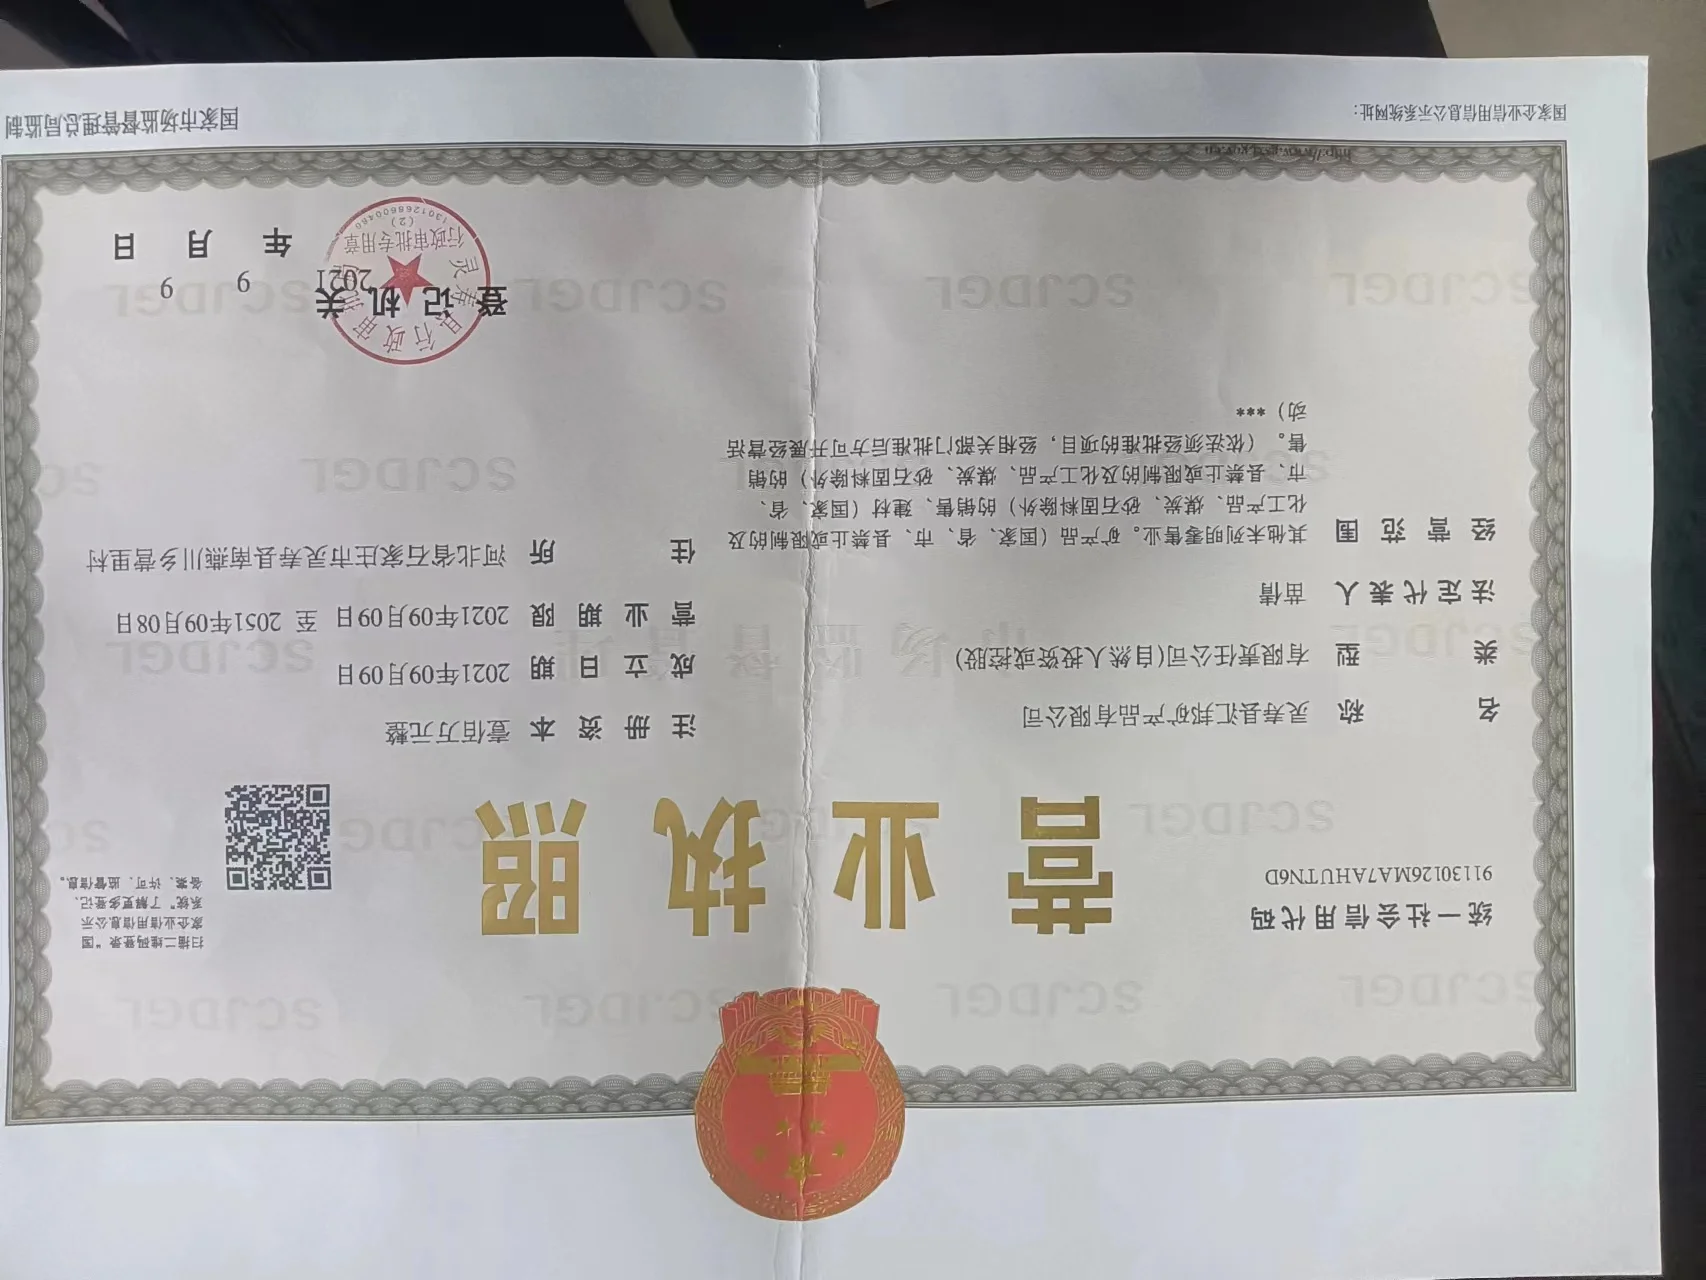 统一社会信用代码
91130126MA7AHUTN6D
营业执照
扫描二维码登录“国
家企业信用信息公示
系统”了解更多登记、
备案、许可、监管信息。
名称 灵寿县汇邦矿产品有限公司
类型 有限责任公司(自然人投资或控股)
法定代表人 苗倩
经营范围 其他未列明零售业。矿产品（国家、省、市、县禁止或限制的及
化工产品、煤炭、砂石固料除外）的销售、建材（国家、省、
市、县禁止或限制的及化工产品、煤炭、砂石固料除外）的销
售。（依法须经批准的项目，经相关部门批准后方可开展经营活
动）***
注册资本 壹佰万元整
成立日期 2021年09月09日
营业期限 2021年09月09日 至 2051年09月08日
住所 河北省石家庄市灵寿县南燕川乡营里村
登记机关
灵寿县行政审批局
行政审批专用章
(2)
2021 9 9
年 月 日
国家企业信用信息公示系统网址：
http://www.gsxt.gov.cn
国家市场监督管理总局监制